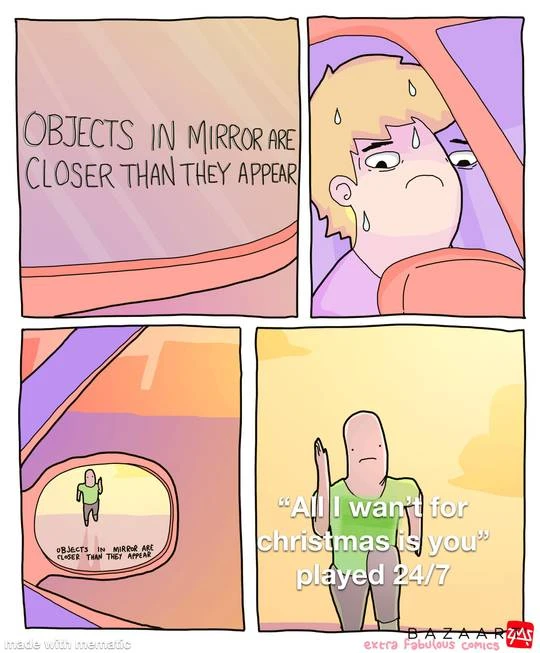 OBJECTS IN MIRROR ARE
CLOSER THAN THEY APPEAR
OBJECTS IN MIRROR ARE
CLOSER THAN THEY APPEAR
“All I wan't for
christmas is you”
played 24/7
BAZAAR
made with mematic
extra fabulous comics